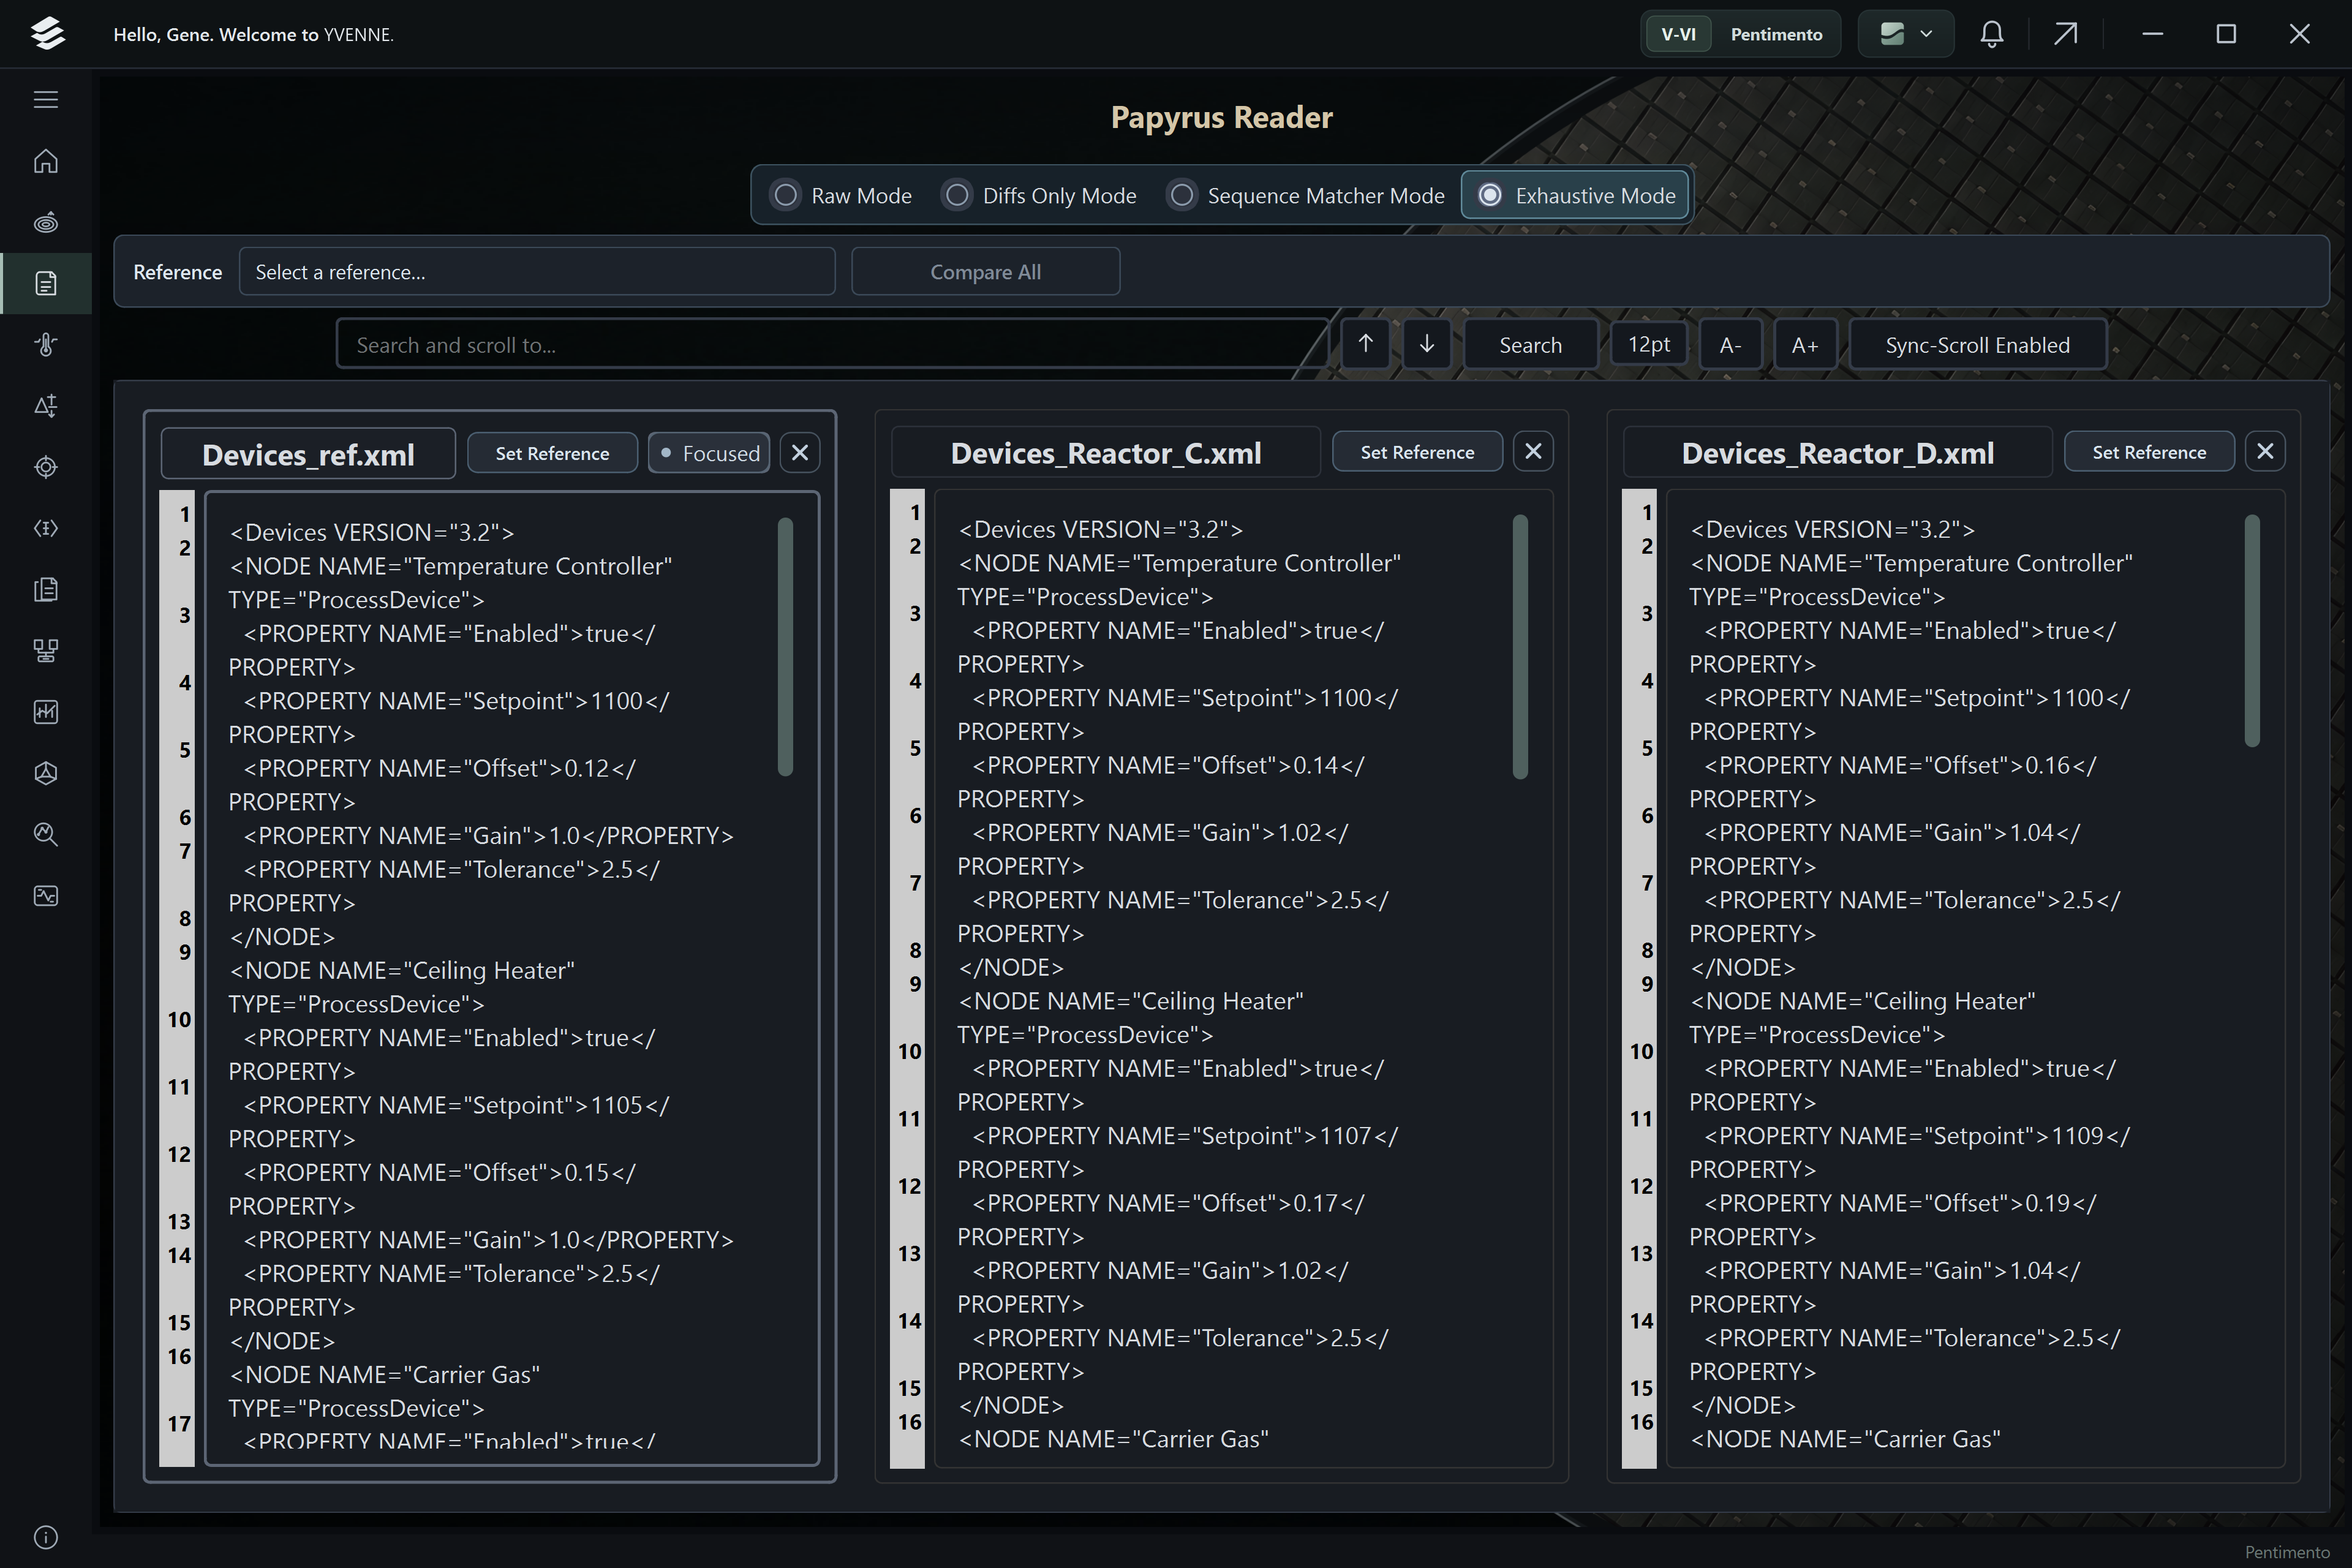 Hello, Gene. Welcome to YVENNE.
V-VI
Pentimento
Papyrus Reader
Raw Mode
Diffs Only Mode
Sequence Matcher Mode
Exhaustive Mode
Reference
Select a reference...
Compare All
Search and scroll to...
↑
↓
Search
12pt
A-
A+
Sync-Scroll Enabled
Devices_ref.xml
Set Reference
Focused
1 <Devices VERSION="3.2">
2 <NODE NAME="Temperature Controller"
TYPE="ProcessDevice">
3 <PROPERTY NAME="Enabled">true</
PROPERTY>
4 <PROPERTY NAME="Setpoint">1100</
PROPERTY>
5 <PROPERTY NAME="Offset">0.12</
PROPERTY>
6 <PROPERTY NAME="Gain">1.0</PROPERTY>
7 <PROPERTY NAME="Tolerance">2.5</
PROPERTY>
8 </NODE>
9 <NODE NAME="Ceiling Heater"
TYPE="ProcessDevice">
10 <PROPERTY NAME="Enabled">true</
PROPERTY>
11 <PROPERTY NAME="Setpoint">1105</
PROPERTY>
12 <PROPERTY NAME="Offset">0.15</
PROPERTY>
13 <PROPERTY NAME="Gain">1.0</PROPERTY>
14 <PROPERTY NAME="Tolerance">2.5</
PROPERTY>
15 </NODE>
16 <NODE NAME="Carrier Gas"
TYPE="ProcessDevice">
17 <PROPERTY NAME="Enabled">true</
Devices_Reactor_C.xml
Set Reference
1 <Devices VERSION="3.2">
2 <NODE NAME="Temperature Controller"
TYPE="ProcessDevice">
3 <PROPERTY NAME="Enabled">true</
PROPERTY>
4 <PROPERTY NAME="Setpoint">1100</
PROPERTY>
5 <PROPERTY NAME="Offset">0.14</
PROPERTY>
6 <PROPERTY NAME="Gain">1.02</
PROPERTY>
7 <PROPERTY NAME="Tolerance">2.5</
PROPERTY>
8 </NODE>
9 <NODE NAME="Ceiling Heater"
TYPE="ProcessDevice">
10 <PROPERTY NAME="Enabled">true</
PROPERTY>
11 <PROPERTY NAME="Setpoint">1107</
PROPERTY>
12 <PROPERTY NAME="Offset">0.17</
PROPERTY>
13 <PROPERTY NAME="Gain">1.02</
PROPERTY>
14 <PROPERTY NAME="Tolerance">2.5</
PROPERTY>
15 </NODE>
16 <NODE NAME="Carrier Gas"
Devices_Reactor_D.xml
Set Reference
1 <Devices VERSION="3.2">
2 <NODE NAME="Temperature Controller"
TYPE="ProcessDevice">
3 <PROPERTY NAME="Enabled">true</
PROPERTY>
4 <PROPERTY NAME="Setpoint">1100</
PROPERTY>
5 <PROPERTY NAME="Offset">0.16</
PROPERTY>
6 <PROPERTY NAME="Gain">1.04</
PROPERTY>
7 <PROPERTY NAME="Tolerance">2.5</
PROPERTY>
8 </NODE>
9 <NODE NAME="Ceiling Heater"
TYPE="ProcessDevice">
10 <PROPERTY NAME="Enabled">true</
PROPERTY>
11 <PROPERTY NAME="Setpoint">1109</
PROPERTY>
12 <PROPERTY NAME="Offset">0.19</
PROPERTY>
13 <PROPERTY NAME="Gain">1.04</
PROPERTY>
14 <PROPERTY NAME="Tolerance">2.5</
PROPERTY>
15 </NODE>
16 <NODE NAME="Carrier Gas"
Pentimento